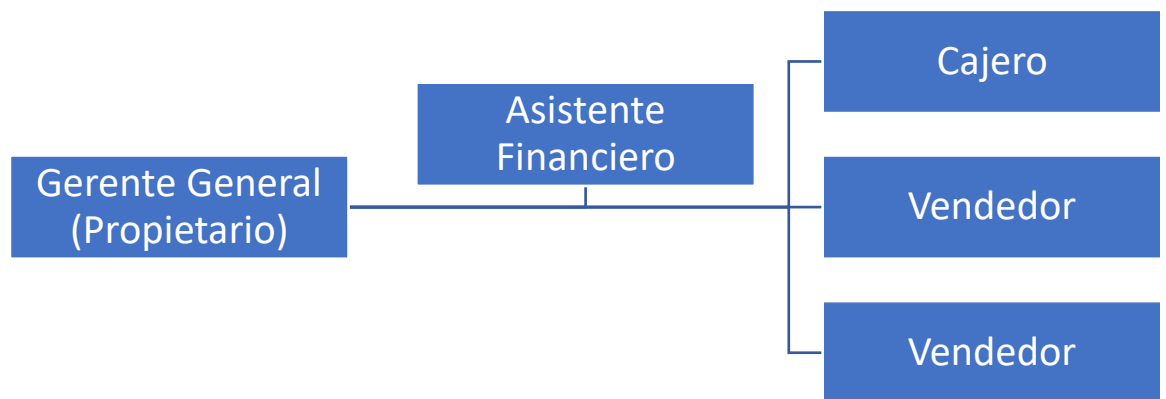 Gerente General
(Propietario)
Asistente
Financiero
Cajero
Vendedor
Vendedor